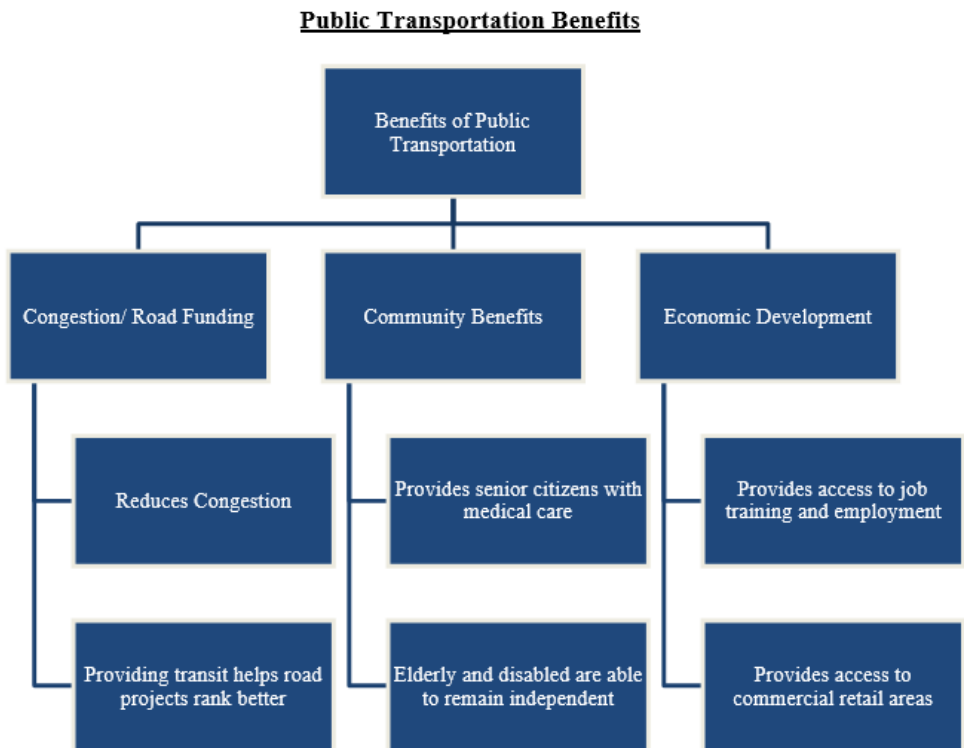 Public Transportation Benefits
Benefits of Public
Transportation
Congestion/ Road Funding
Community Benefits
Economic Development
Reduces Congestion
Provides senior citizens with
medical care
Provides access to job
training and employment
Providing transit helps road
projects rank better
Elderly and disabled are able
to remain independent
Provides access to
commercial retail areas